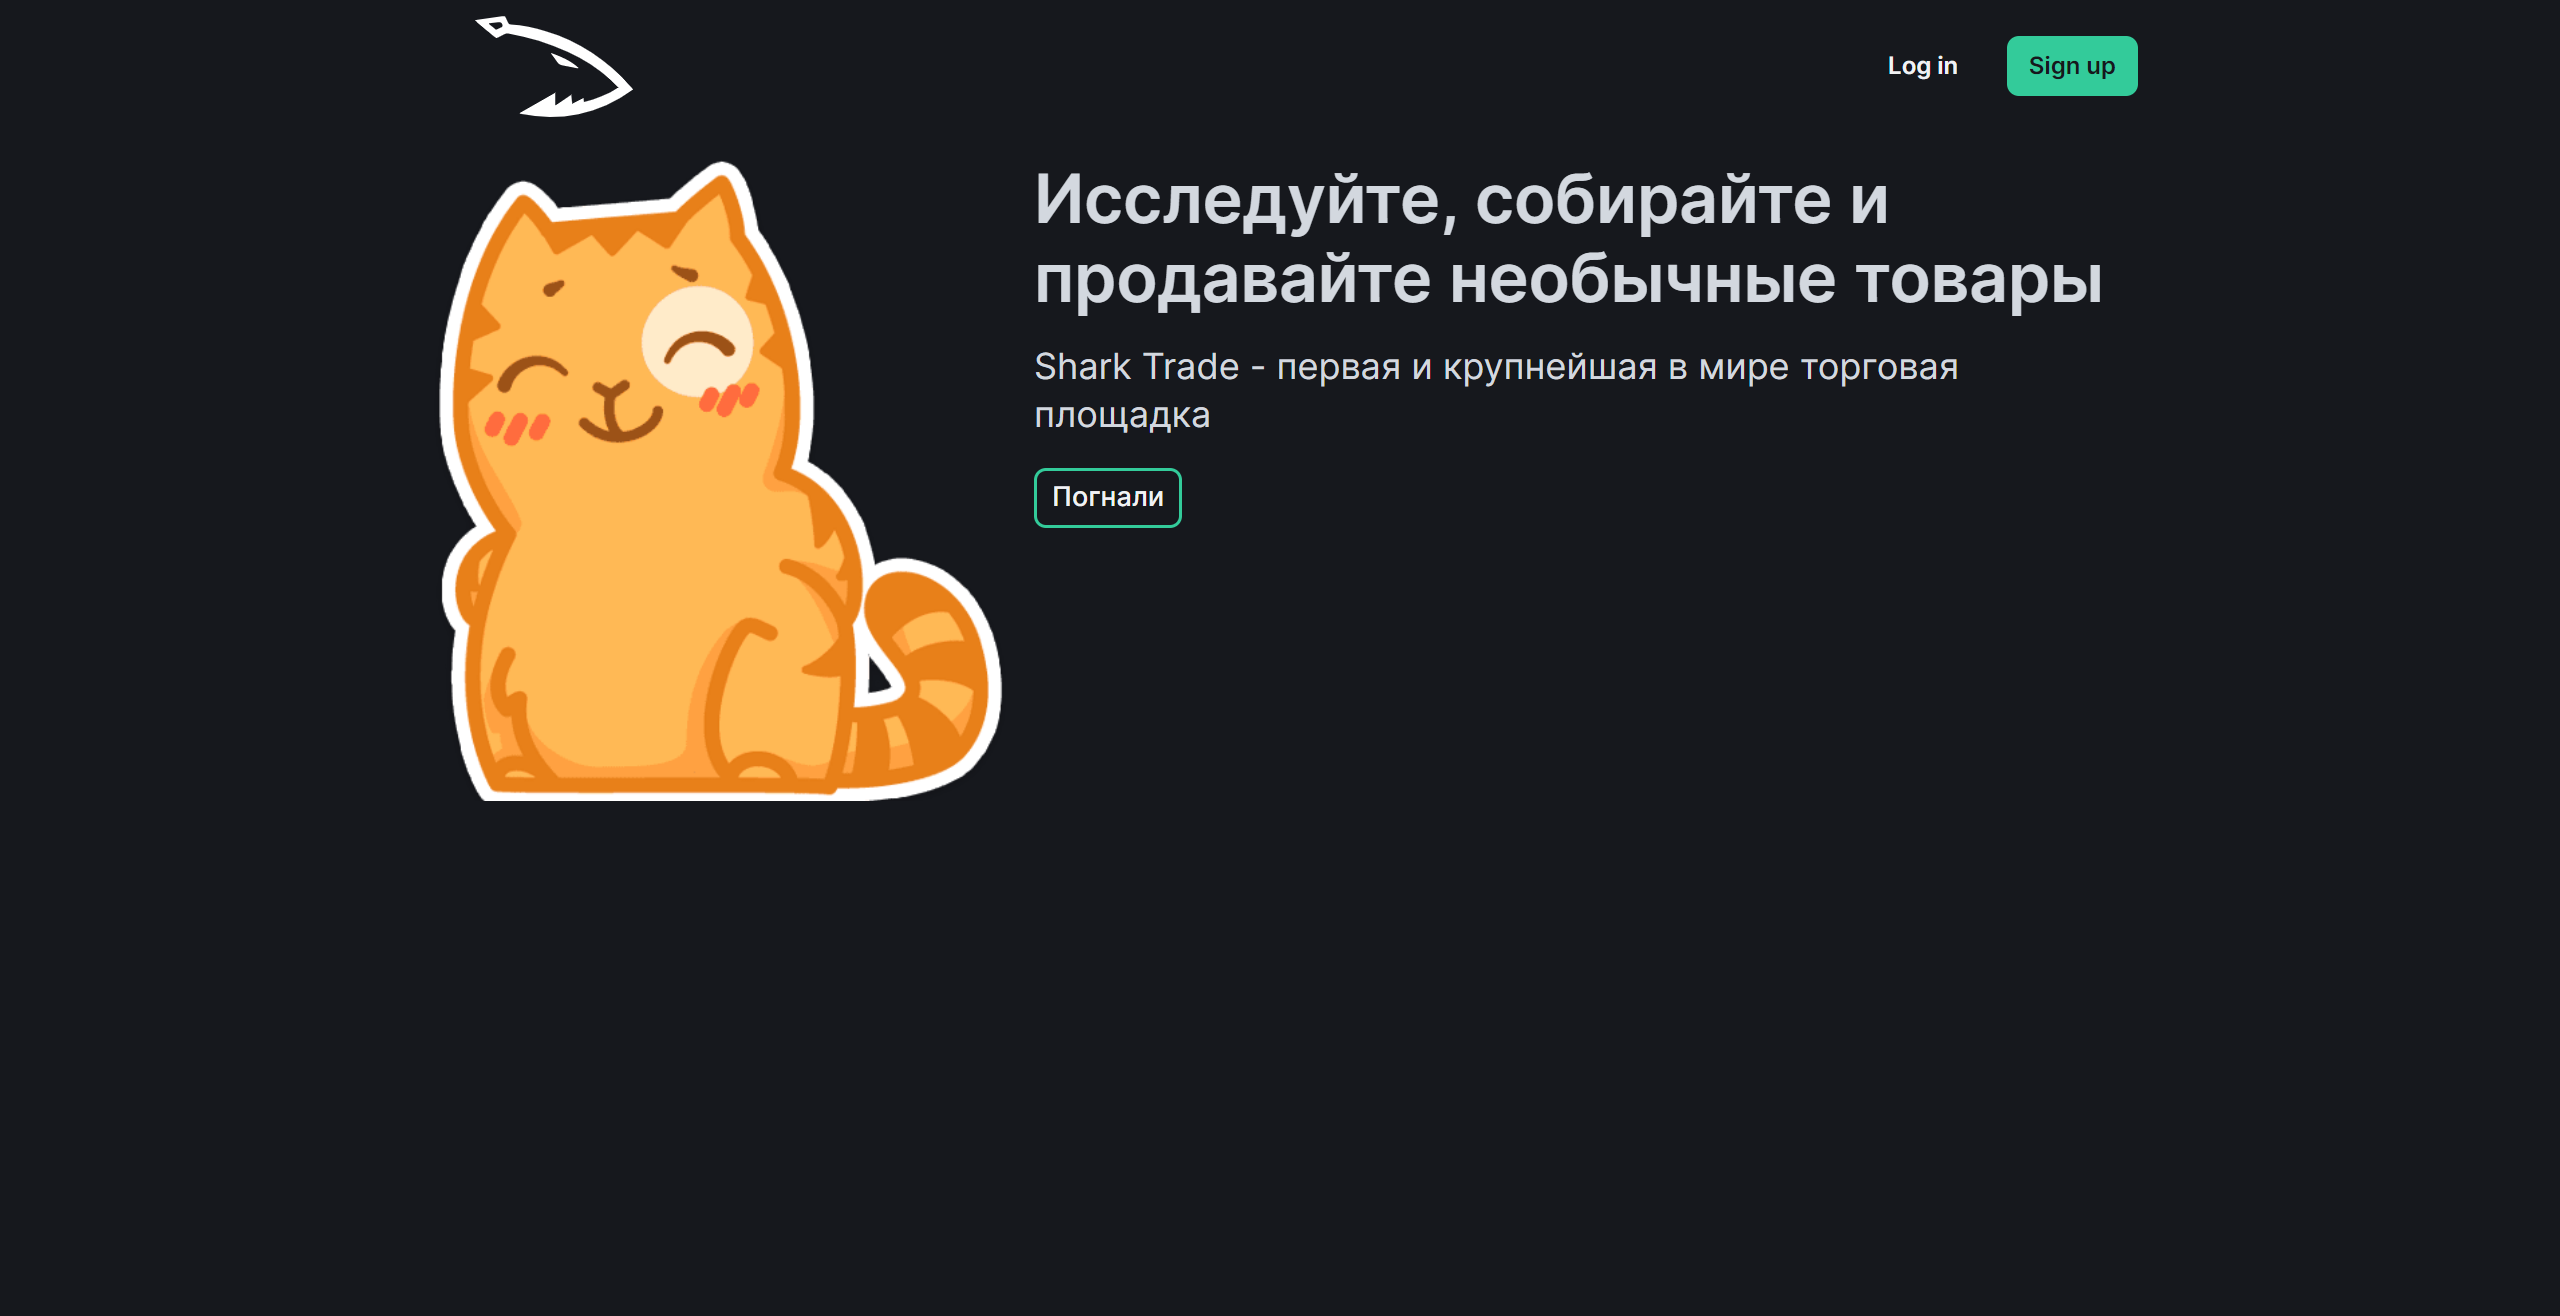 Log in
Sign up
Исследуйте, собирайте и
продавайте необычные товары
Shark Trade - первая и крупнейшая в мире торговая
площадка
Погнали